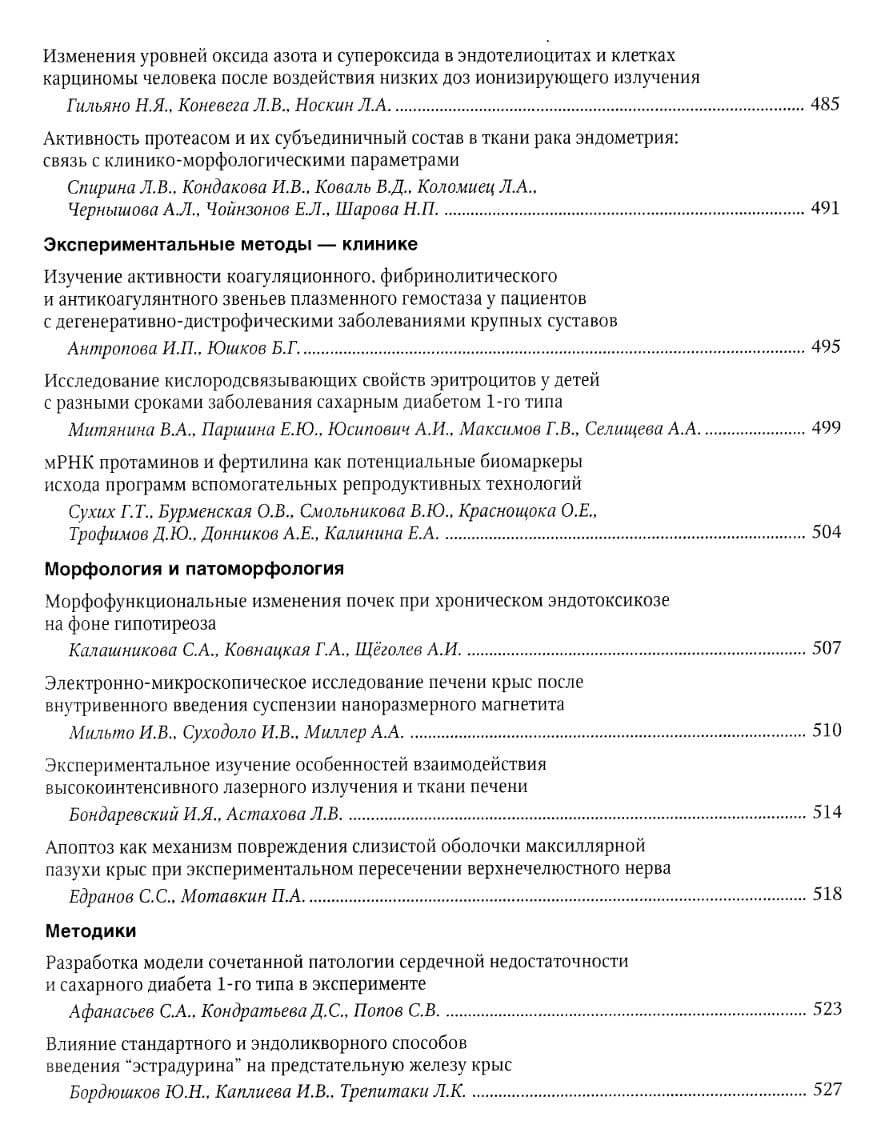 Изменения уровней оксида азота и супероксида в эндотелиоцитах и клетках
карциномы человека после воздействия низких доз ионизирующего излучения
Гильяно Н.Я., Коневега Л.В., Носкин Л.А. ........ 485
Активность протеасом и их субъединичный состав в ткани рака эндометрия:
связь с клинико-морфологическими параметрами
Спирина Л.В., Кондакова И.В., Коваль В.Д., Коломиец Л.А.,
Чернышова А.Л., Чойнзонов Е.Л., Шарова Н.П. ........ 491
Экспериментальные методы — клинике
Изучение активности коагуляционного, фибринолитического
и антикоагулянтного звеньев плазменного гемостаза у пациентов
с дегенеративно-дистрофическими заболеваниями крупных суставов
Антропова И.П., Юшков Б.Г. ........ 495
Исследование кислородсвязывающих свойств эритроцитов у детей
с разными сроками заболевания сахарным диабетом 1-го типа
Митянина В.А., Паршина Е.Ю., Юсипович А.И., Максимов Г.В., Селищева А.А. ........ 499
мРНК протаминов и фертилина как потенциальные биомаркеры
исхода программ вспомогательных репродуктивных технологий
Сухих Г.Т., Бурменская О.В., Смольникова В.Ю., Краснощока О.Е.,
Трофимов Д.Ю., Донников А.Е., Калинина Е.А. ........ 504
Морфология и патоморфология
Морфофункциональные изменения почек при хроническом эндотоксикозе
на фоне гипотиреоза
Калашникова С.А., Ковнацкая Г.А., Щёголев А.И. ........ 507
Электронно-микроскопическое исследование печени крыс после
внутривенного введения суспензии наноразмерного магнетита
Мильто И.В., Суходоло И.В., Миллер А.А. ........ 510
Экспериментальное изучение особенностей взаимодействия
высокоинтенсивного лазерного излучения и ткани печени
Бондаревский И.Я., Астахова Л.В. ........ 514
Апоптоз как механизм повреждения слизистой оболочки максиллярной
пазухи крыс при экспериментальном пересечении верхнечелюстного нерва
Едранов С.С., Мотавкин П.А. ........ 518
Методики
Разработка модели сочетанной патологии сердечной недостаточности
и сахарного диабета 1-го типа в эксперименте
Афанасьев С.А., Кондратьева Д.С., Попов С.В. ........ 523
Влияние стандартного и эндоликворного способов
введения “эстрадурина” на предстательную железу крыс
Бордюшков Ю.Н., Каплиева И.В., Трепитаки Л.К. ........ 527